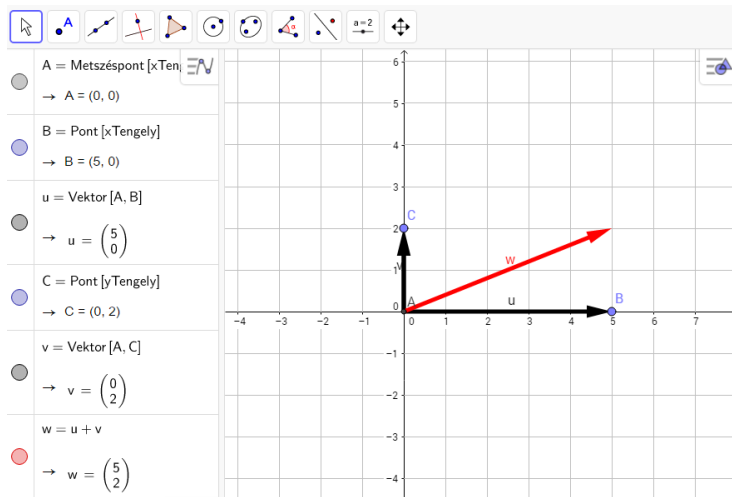 A
α
a = 2
A = Metszéspont [xTen
→ A = (0, 0)
B = Pont [xTengely]
→ B = (5, 0)
u = Vektor [A, B]
→ u = (5 0)
C = Pont [yTengely]
→ C = (0, 2)
v = Vektor [A, C]
→ v = (0 2)
w = u + v
→ w = (5 2)
6
5
4
3
2
C
1
v
w
0
A
u
B
−4 −3 −2 −1 0 1 2 3 4 5 6 7
−1
−2
−3
−4